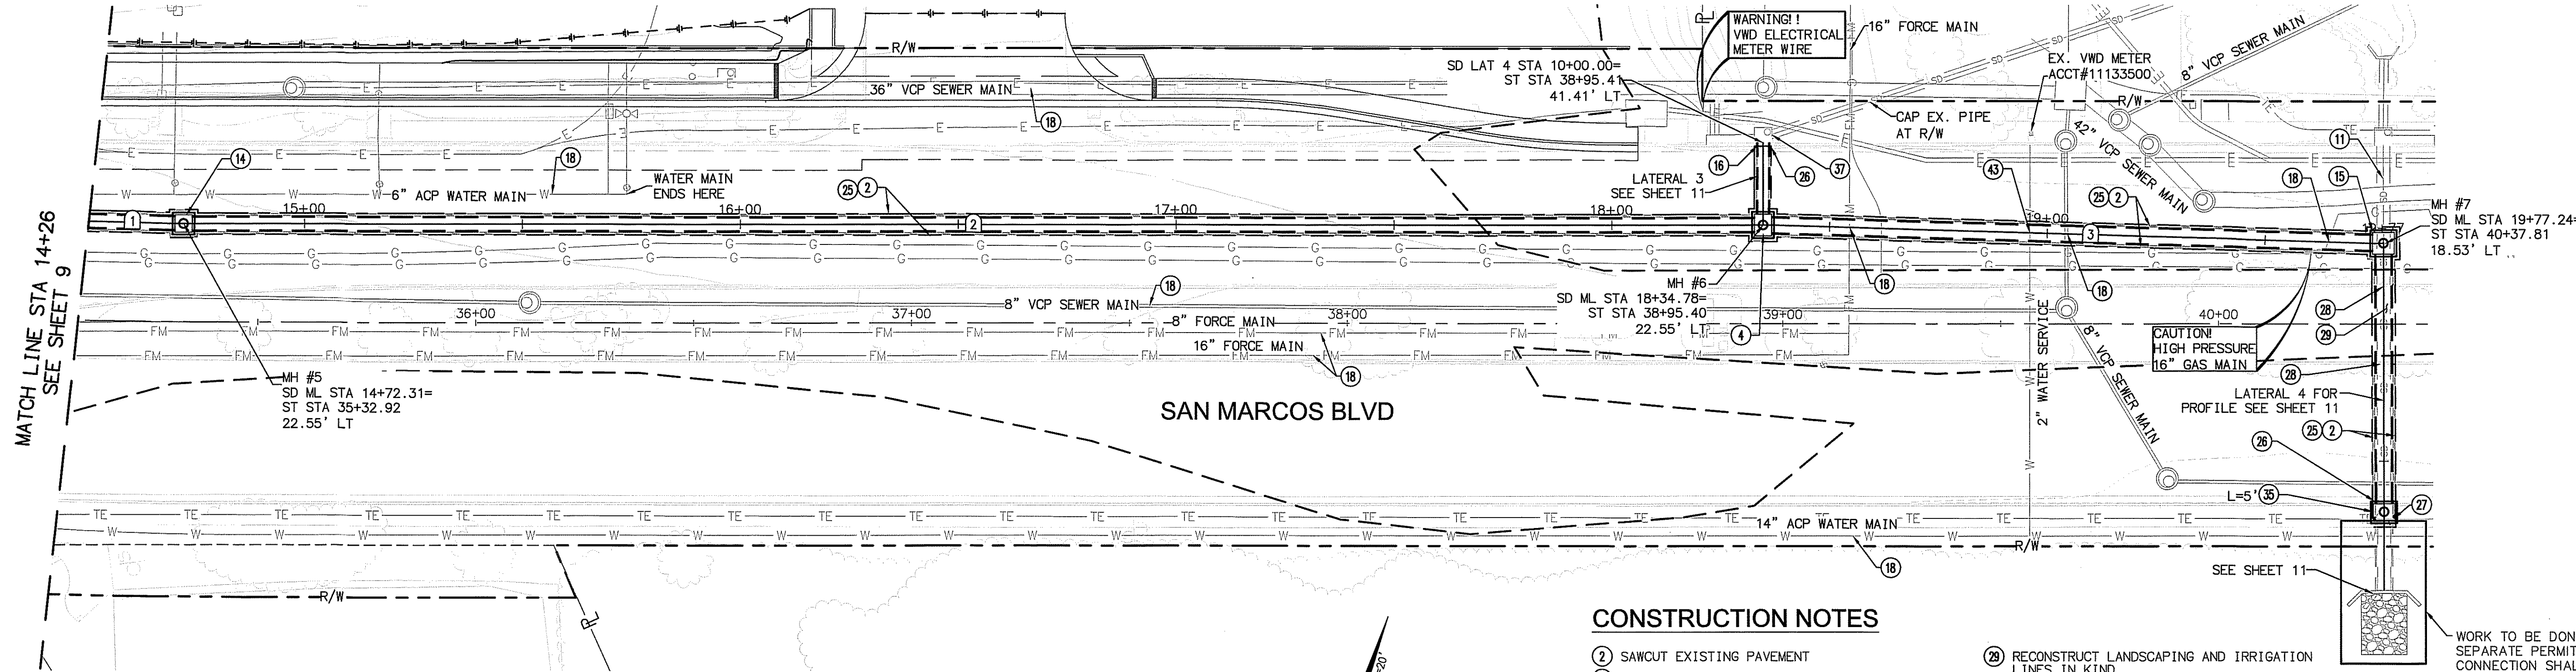 R/W
WARNING!!
VWD ELECTRICAL
METER WIRE
16" FORCE MAIN
SD LAT 4 STA 10+00.00=
ST STA 38+95.41
41.41' LT
EX. VWD METER
ACCT#11133500
8" VCP SEWER MAIN
36" VCP SEWER MAIN
18
CAP EX. PIPE
AT R/W
R/W
42" VCP SEWER MAIN
11
14
18
6" ACP WATER MAIN
WATER MAIN
ENDS HERE
25 2
16
26
37
LATERAL 3
SEE SHEET 11
43
25 2
18
15
MATCH LINE STA 14+26
SEE SHEET 9
1
15+00
16+00
2
17+00
18+00
19+00
3
MH #7
SD ML STA 19+77.24=
ST STA 40+37.81
18.53' LT
18
8" VCP SEWER MAIN
MH #6
SD ML STA 18+34.78=
ST STA 38+95.40
22.55' LT
4
18
18
36+00
37+00
38+00
39+00
40+00
8" FORCE MAIN
16" FORCE MAIN
18
28
29
CAUTION!
HIGH PRESSURE
16" GAS MAIN
28
MH #5
SD ML STA 14+72.31=
ST STA 35+32.92
22.55' LT
SAN MARCOS BLVD
2" WATER SERVICE
8" VCP SEWER MAIN
LATERAL 4 FOR
PROFILE SEE SHEET 11
25 2
26
L=5' 35
27
14" ACP WATER MAIN
18
R/W
R/W
SEE SHEET 11
CONSTRUCTION NOTES
2 SAWCUT EXISTING PAVEMENT
29 RECONSTRUCT LANDSCAPING AND IRRIGATION
LINES IN KIND
WORK TO BE DON
SEPARATE PERMIT
CONNECTION SHAL